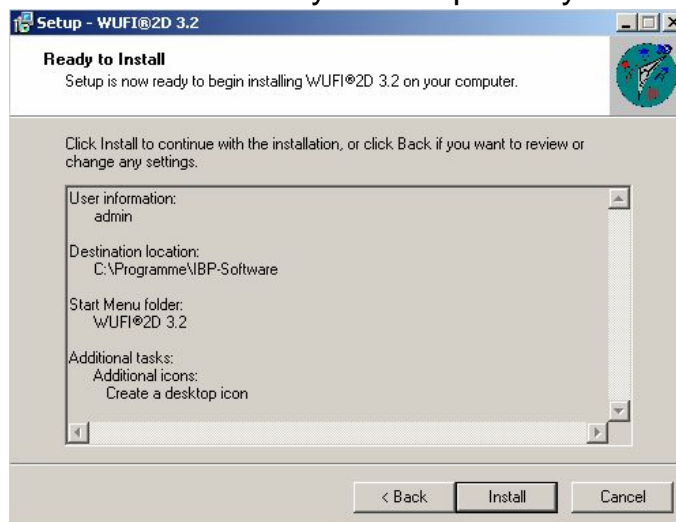 Setup - WUFI®2D 3.2
Ready to Install
Setup is now ready to begin installing WUFI®2D 3.2 on your computer.
Click Install to continue with the installation, or click Back if you want to review or
change any settings.
User information:
admin
Destination location:
C:\Programme\IBP-Software
Start Menu folder:
WUFI®2D 3.2
Additional tasks:
Additional icons:
Create a desktop icon
< Back
Install
Cancel